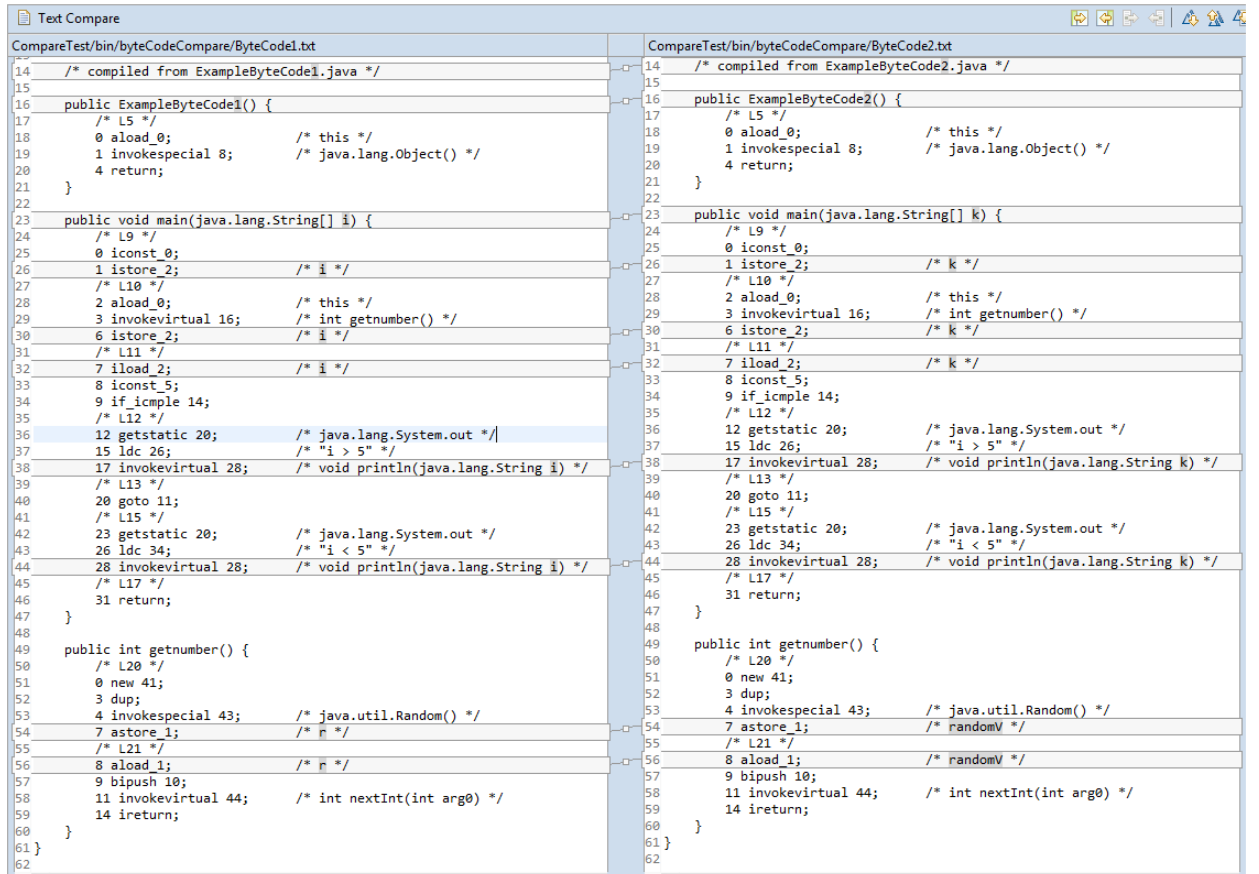 Text Compare
CompareTest/bin/byteCodeCompare/ByteCode1.txt
14 /* compiled from ExampleByteCode1.java */
15
16 public ExampleByteCode1() {
17 /* L5 */
18 0 aload_0; /* this */
19 1 invokespecial 8; /* java.lang.Object() */
20 4 return;
21 }
22
23 public void main(java.lang.String[] i) {
24 /* L9 */
25 0 iconst_0;
26 1 istore_2; /* i */
27 /* L10 */
28 2 aload_0; /* this */
29 3 invokevirtual 16; /* int getnumber() */
30 6 istore_2; /* i */
31 /* L11 */
32 7 iload_2; /* i */
33 8 iconst_5;
34 9 if_icmple 14;
35 /* L12 */
36 12 getstatic 20; /* java.lang.System.out */
37 15 ldc 26; /* "i > 5" */
38 17 invokevirtual 28; /* void println(java.lang.String i) */
39 /* L13 */
40 20 goto 11;
41 /* L15 */
42 23 getstatic 20; /* java.lang.System.out */
43 26 ldc 34; /* "i < 5" */
44 28 invokevirtual 28; /* void println(java.lang.String i) */
45 /* L17 */
46 31 return;
47 }
48
49 public int getnumber() {
50 /* L20 */
51 0 new 41;
52 3 dup;
53 4 invokespecial 43; /* java.util.Random() */
54 7 astore_1; /* r */
55 /* L21 */
56 8 aload_1; /* r */
57 9 bipush 10;
58 11 invokevirtual 44; /* int nextInt(int arg0) */
59 14 ireturn;
60 }
61 }
62
CompareTest/bin/byteCodeCompare/ByteCode2.txt
14 /* compiled from ExampleByteCode2.java */
15
16 public ExampleByteCode2() {
17 /* L5 */
18 0 aload_0; /* this */
19 1 invokespecial 8; /* java.lang.Object() */
20 4 return;
21 }
22
23 public void main(java.lang.String[] k) {
24 /* L9 */
25 0 iconst_0;
26 1 istore_2; /* k */
27 /* L10 */
28 2 aload_0; /* this */
29 3 invokevirtual 16; /* int getnumber() */
30 6 istore_2; /* k */
31 /* L11 */
32 7 iload_2; /* k */
33 8 iconst_5;
34 9 if_icmple 14;
35 /* L12 */
36 12 getstatic 20; /* java.lang.System.out */
37 15 ldc 26; /* "i > 5" */
38 17 invokevirtual 28; /* void println(java.lang.String k) */
39 /* L13 */
40 20 goto 11;
41 /* L15 */
42 23 getstatic 20; /* java.lang.System.out */
43 26 ldc 34; /* "i < 5" */
44 28 invokevirtual 28; /* void println(java.lang.String k) */
45 /* L17 */
46 31 return;
47 }
48
49 public int getnumber() {
50 /* L20 */
51 0 new 41;
52 3 dup;
53 4 invokespecial 43; /* java.util.Random() */
54 7 astore_1; /* randomV */
55 /* L21 */
56 8 aload_1; /* randomV */
57 9 bipush 10;
58 11 invokevirtual 44; /* int nextInt(int arg0) */
59 14 ireturn;
60 }
61 }
62